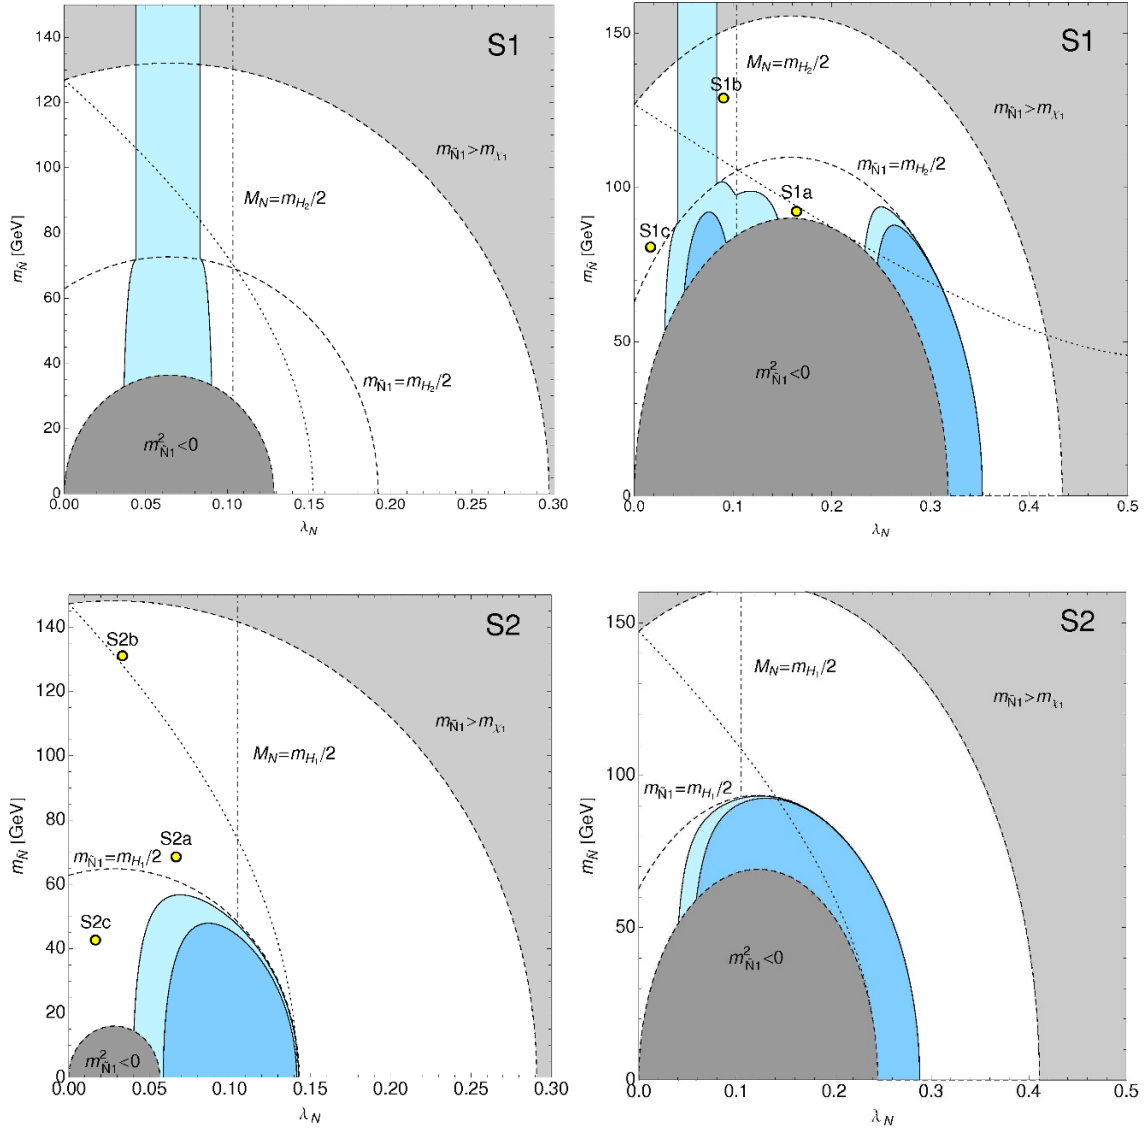 S1
140
120
100
80
60
40
20
0
m_Ñ [GeV]
m_Ñ1>m_χ1
M_N=m_H2/2
m_Ñ1=m_H2/2
m²_Ñ1<0
0.00 0.05 0.10 0.15 0.20 0.25 0.30
λ_N
S1
150
100
50
0
m_Ñ [GeV]
M_N=m_H2/2
S1b
m_Ñ1>m_χ1
m_Ñ1=m_H2/2
S1a
S1c
m²_Ñ1<0
0.0 0.1 0.2 0.3 0.4 0.5
λ_N
S2
140
120
100
80
60
40
20
0
m_Ñ [GeV]
S2b
m_Ñ1>m_χ1
M_N=m_H1/2
S2a
m_Ñ1=m_H1/2
S2c
m²_Ñ1<0
0.00 0.05 0.10 0.15 0.20 0.25 0.30
λ_N
S2
150
100
50
0
m_Ñ [GeV]
M_N=m_H1/2
m_Ñ1>m_χ1
m_Ñ1=m_H1/2
m²_Ñ1<0
0.0 0.1 0.2 0.3 0.4 0.5
λ_N